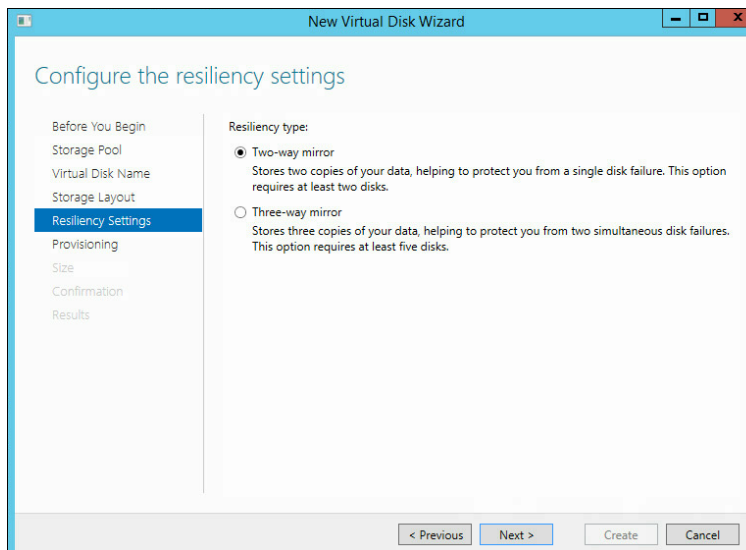 New Virtual Disk Wizard
Configure the resiliency settings
Before You Begin
Storage Pool
Virtual Disk Name
Storage Layout
Resiliency Settings
Provisioning
Size
Confirmation
Results
Resiliency type:
Two-way mirror
Stores two copies of your data, helping to protect you from a single disk failure. This option
requires at least two disks.
Three-way mirror
Stores three copies of your data, helping to protect you from two simultaneous disk failures.
This option requires at least five disks.
< Previous
Next >
Create
Cancel